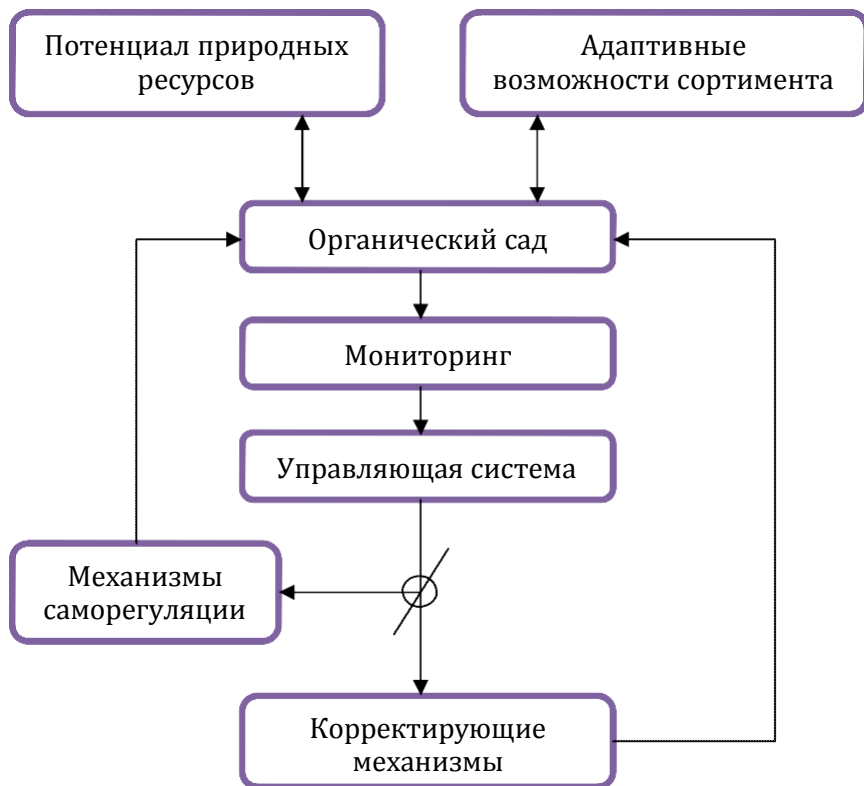 Потенциал природных
ресурсов
Адаптивные
возможности сортимента
Органический сад
Мониторинг
Управляющая система
Механизмы
саморегуляции
Корректирующие
механизмы